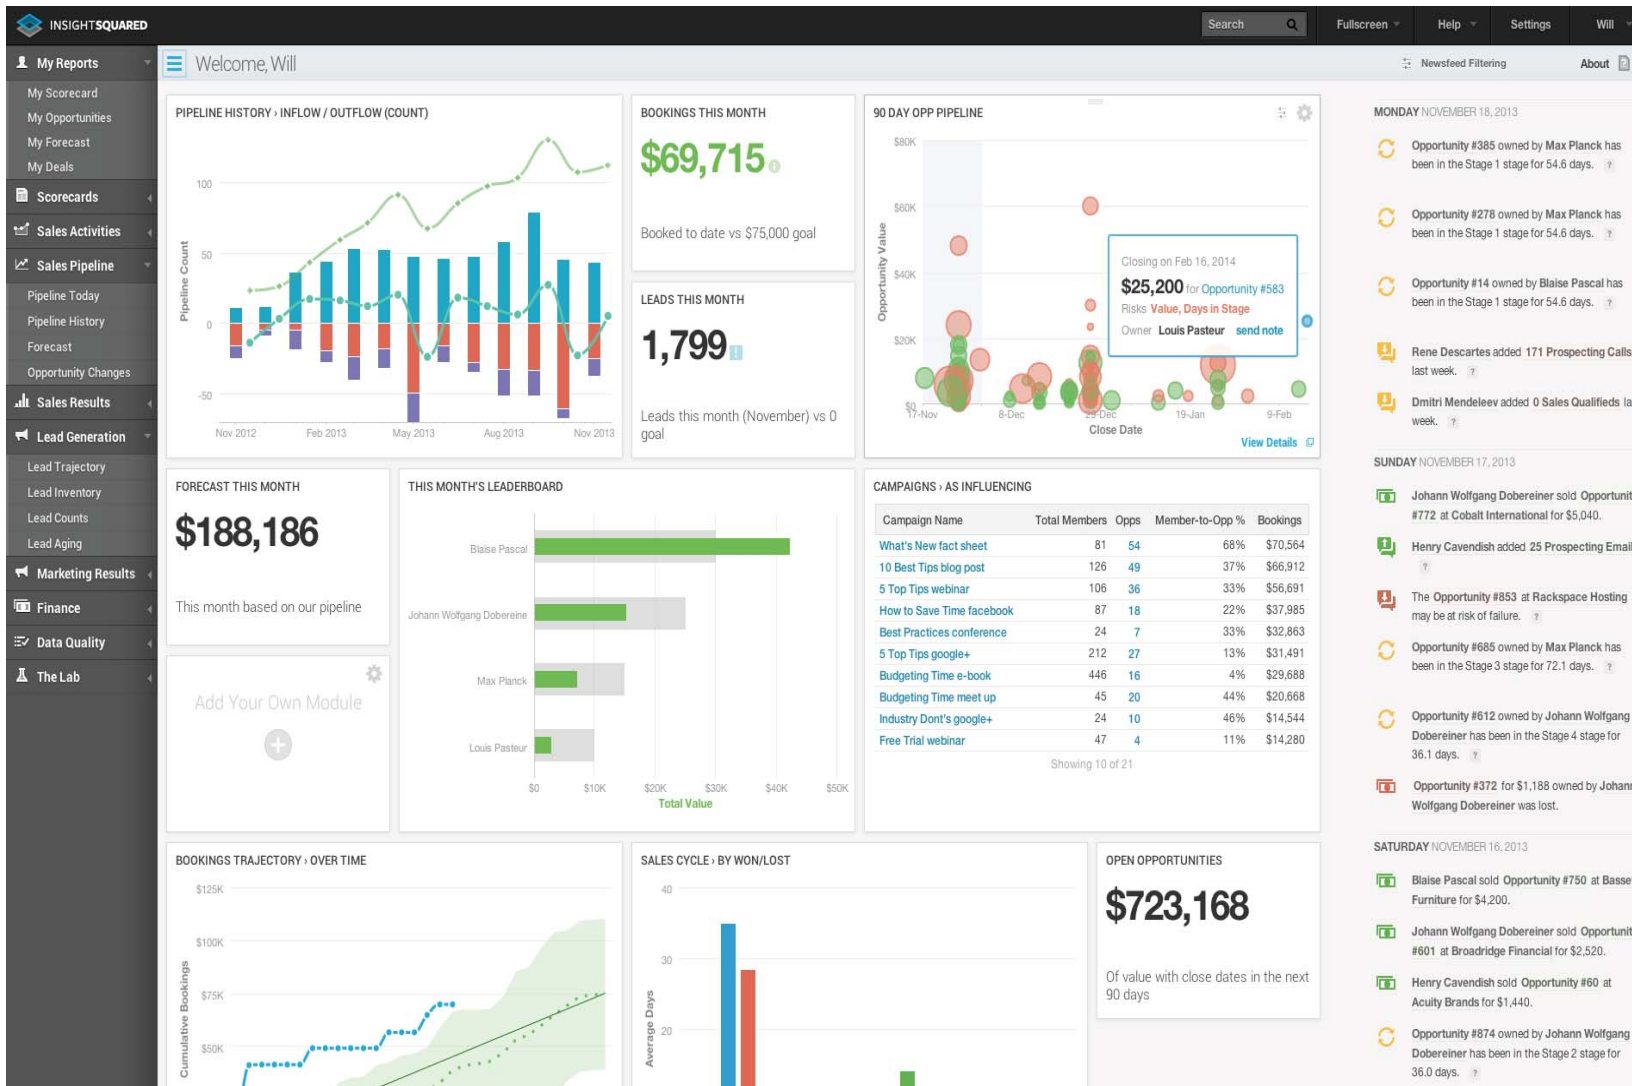 INSIGHTSQUARED
Search
Fullscreen
Help
Settings
Will
My Reports
My Scorecard
My Opportunities
My Forecast
My Deals
Scorecards
Sales Activities
Sales Pipeline
Pipeline Today
Pipeline History
Forecast
Opportunity Changes
Sales Results
Lead Generation
Lead Trajectory
Lead Inventory
Lead Counts
Lead Aging
Marketing Results
Finance
Data Quality
The Lab
Welcome, Will
Newsfeed Filtering
About ?
PIPELINE HISTORY › INFLOW / OUTFLOW (COUNT)
Pipeline Count
100
50
0
-50
Nov 2012 Feb 2013 May 2013 Aug 2013 Nov 2013
BOOKINGS THIS MONTH
$69,715
Booked to date vs $75,000 goal
LEADS THIS MONTH
1,799
Leads this month (November) vs 0
goal
90 DAY OPP PIPELINE
Opportunity Value
$80K
$60K
$40K
$20K
$0
17-Nov 8-Dec 29-Dec 19-Jan 9-Feb
Close Date
Closing on Feb 16, 2014
$25,200 for Opportunity #583
Risks Value, Days in Stage
Owner Louis Pasteur send note
View Details
FORECAST THIS MONTH
$188,186
This month based on our pipeline
Add Your Own Module
THIS MONTH'S LEADERBOARD
Blaise Pascal
Johann Wolfgang Dobereine
Max Planck
Louis Pasteur
$0 $10K $20K $30K $40K $50K
Total Value
CAMPAIGNS › AS INFLUENCING
Campaign Name Total Members Opps Member-to-Opp % Bookings
What's New fact sheet 81 54 68% $70,564
10 Best Tips blog post 126 49 37% $66,912
5 Top Tips webinar 106 36 33% $56,691
How to Save Time facebook 87 18 22% $37,985
Best Practices conference 24 7 33% $32,863
5 Top Tips google+ 212 27 13% $31,491
Budgeting Time e-book 446 16 4% $29,688
Budgeting Time meet up 45 20 44% $20,668
Industry Dont's google+ 24 10 46% $14,544
Free Trial webinar 47 4 11% $14,280
Showing 10 of 21
BOOKINGS TRAJECTORY › OVER TIME
Cumulative Bookings
$125K
$100K
$75K
$50K
SALES CYCLE › BY WON/LOST
Average Days
40
30
20
OPEN OPPORTUNITIES
$723,168
Of value with close dates in the next
90 days
MONDAY NOVEMBER 18, 2013
Opportunity #385 owned by Max Planck has
been in the Stage 1 stage for 54.6 days. ?
Opportunity #278 owned by Max Planck has
been in the Stage 1 stage for 54.6 days. ?
Opportunity #14 owned by Blaise Pascal has
been in the Stage 1 stage for 54.6 days. ?
Rene Descartes added 171 Prospecting Calls
last week. ?
Dmitri Mendeleev added 0 Sales Qualifieds la
week. ?
SUNDAY NOVEMBER 17, 2013
Johann Wolfgang Dobereiner sold Opportunit
#772 at Cobalt International for $5,040.
Henry Cavendish added 25 Prospecting Email
?
The Opportunity #853 at Rackspace Hosting
may be at risk of failure. ?
Opportunity #685 owned by Max Planck has
been in the Stage 3 stage for 72.1 days. ?
Opportunity #612 owned by Johann Wolfgang
Dobereiner has been in the Stage 4 stage for
36.1 days. ?
Opportunity #372 for $1,188 owned by Johann
Wolfgang Dobereiner was lost.
SATURDAY NOVEMBER 16, 2013
Blaise Pascal sold Opportunity #750 at Basse
Furniture for $4,200.
Johann Wolfgang Dobereiner sold Opportunit
#601 at Broadridge Financial for $2,520.
Henry Cavendish sold Opportunity #60 at
Acuity Brands for $1,440.
Opportunity #874 owned by Johann Wolfgang
Dobereiner has been in the Stage 2 stage for
36.0 days. ?